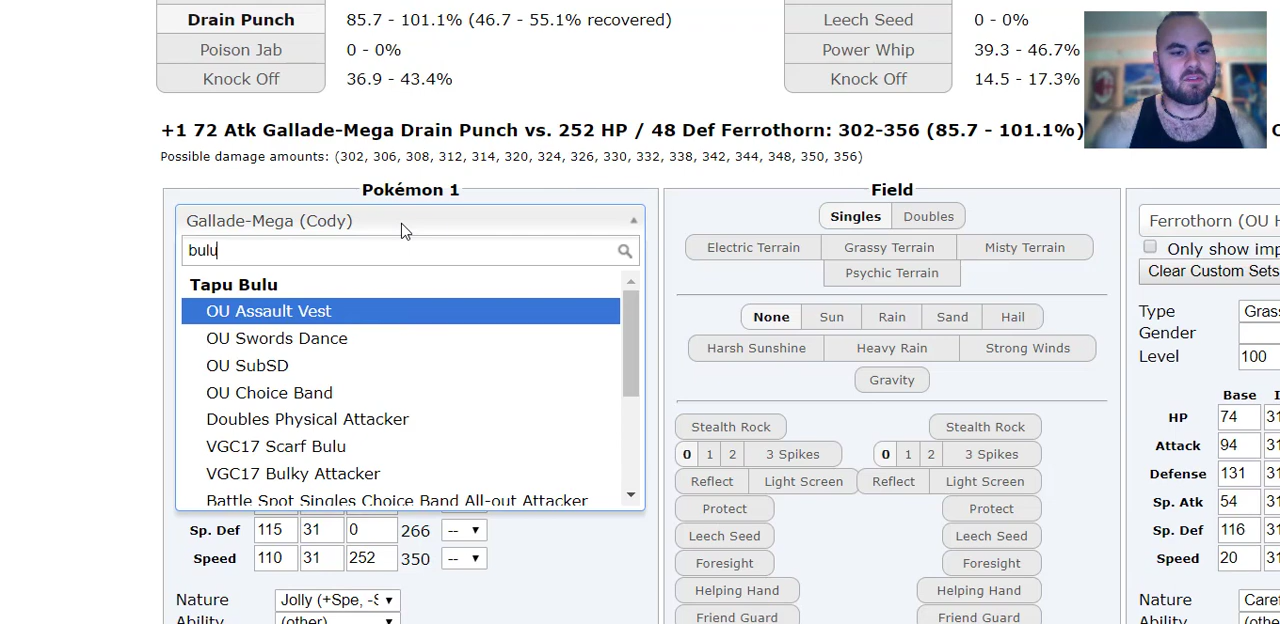 Drain Punch 85.7 - 101.1% (46.7 - 55.1% recovered) Leech Seed 0 - 0%
Poison Jab 0 - 0% Power Whip 39.3 - 46.7%
Knock Off 36.9 - 43.4% Knock Off 14.5 - 17.3%
+1 72 Atk Gallade-Mega Drain Punch vs. 252 HP / 48 Def Ferrothorn: 302-356 (85.7 - 101.1%)
Possible damage amounts: (302, 306, 308, 312, 314, 320, 324, 326, 330, 332, 338, 342, 344, 348, 350, 356)
Pokémon 1
Gallade-Mega (Cody)
bulu
Tapu Bulu
OU Assault Vest
OU Swords Dance
OU SubSD
OU Choice Band
Doubles Physical Attacker
VGC17 Scarf Bulu
VGC17 Bulky Attacker
Battle Spot Singles Choice Band All-out Attacker
Sp. Def 115 31 0 266 --
Speed 110 31 252 350 --
Nature Jolly (+Spe, -S
Ability (other)
Field
Singles Doubles
Electric Terrain Grassy Terrain Misty Terrain
Psychic Terrain
None Sun Rain Sand Hail
Harsh Sunshine Heavy Rain Strong Winds
Gravity
Stealth Rock Stealth Rock
0 1 2 3 Spikes 0 1 2 3 Spikes
Reflect Light Screen Reflect Light Screen
Protect Protect
Leech Seed Leech Seed
Foresight Foresight
Helping Hand Helping Hand
Friend Guard Friend Guard
Ferrothorn (OU
Only show imp
Clear Custom Sets
Type Grass
Gender
Level 100
Base
HP 74 31
Attack 94 31
Defense 131 31
Sp. Atk 54 31
Sp. Def 116 31
Speed 20 31
Nature Caref
Ability